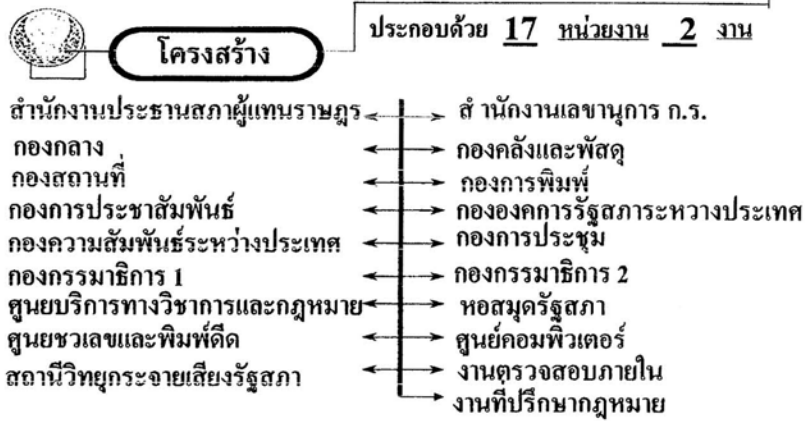 ประกอบด้วย 17 หน่วยงาน 2 งาน
โครงสร้าง
สำนักงานประธานสภาผู้แทนราษฎร
สำนักงานเลขานุการ ก.ร.
กองกลาง
กองคลังและพัสดุ
กองสถานที่
กองการพิมพ์
กองการประชาสัมพันธ์
กององคการรัฐสภาระหวางประเทศ
กองความสัมพันธ์ระหว่างประเทศ
กองการประชุม
กองกรรมาธิการ 1
กองกรรมาธิการ 2
ศูนยบริการทางวิชาการและกฎหมาย
หอสมุดรัฐสภา
ศูนยชวเลขและพิมพ์ดีด
ศูนย์คอมพิวเตอร์
สถานีวิทยุกระจายเสียงรัฐสภา
งานตรวจสอบภายใน
งานที่ปรึกษากฎหมาย